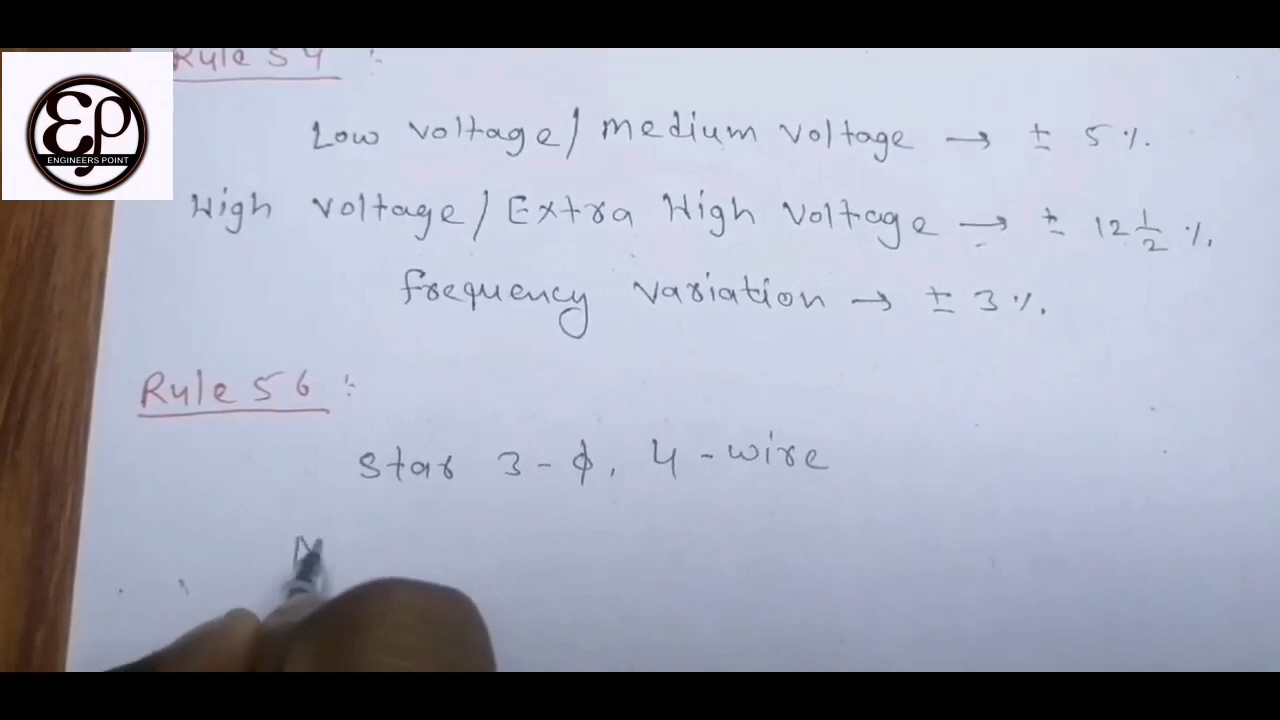 EP
ENGINEERS POINT
Rule 54 :-
Low voltage/medium voltage → ± 5%.
High voltage/Extra High voltage → ± 12 1/2 %.
frequency variation → ± 3%.
Rule 56 :-
Star 3-φ, 4-wire
N